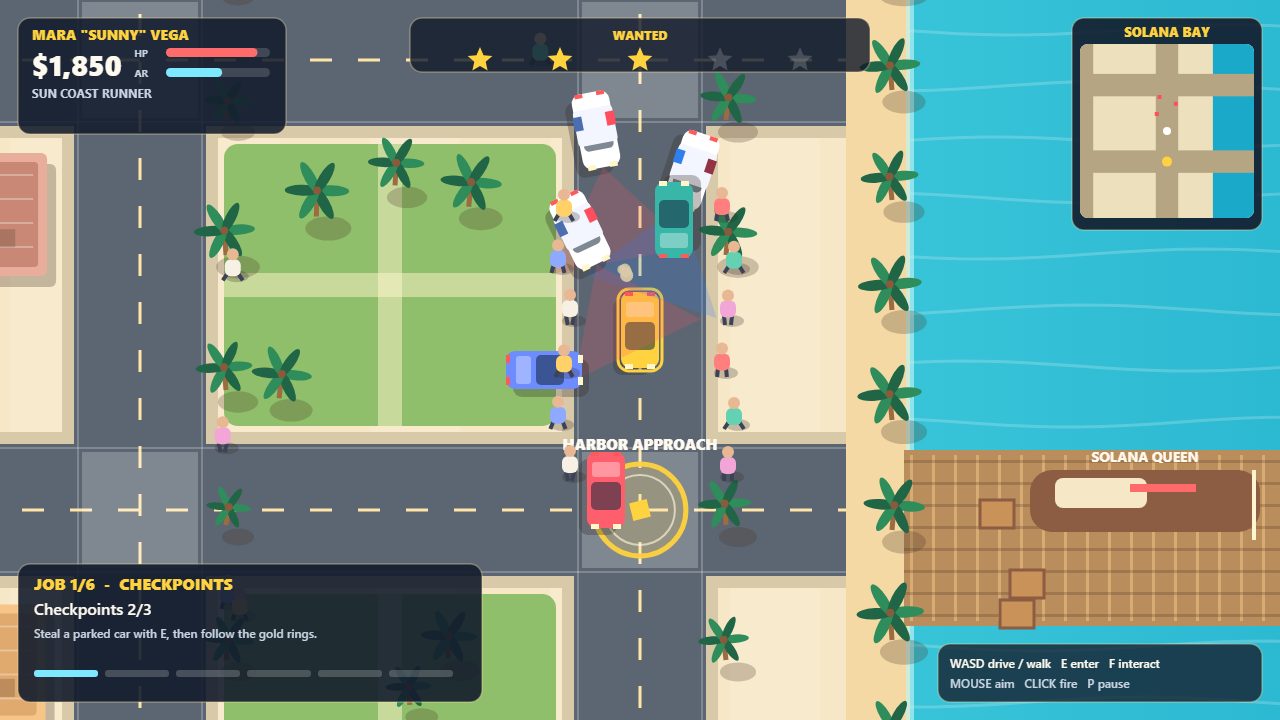 MARA "SUNNY" VEGA
$1,850
HP
AR
SUN COAST RUNNER
WANTED
SOLANA BAY
HARBOR APPROACH
SOLANA QUEEN
JOB 1/6 - CHECKPOINTS
Checkpoints 2/3
Steal a parked car with E, then follow the gold rings.
WASD drive / walk E enter F interact
MOUSE aim CLICK fire P pause